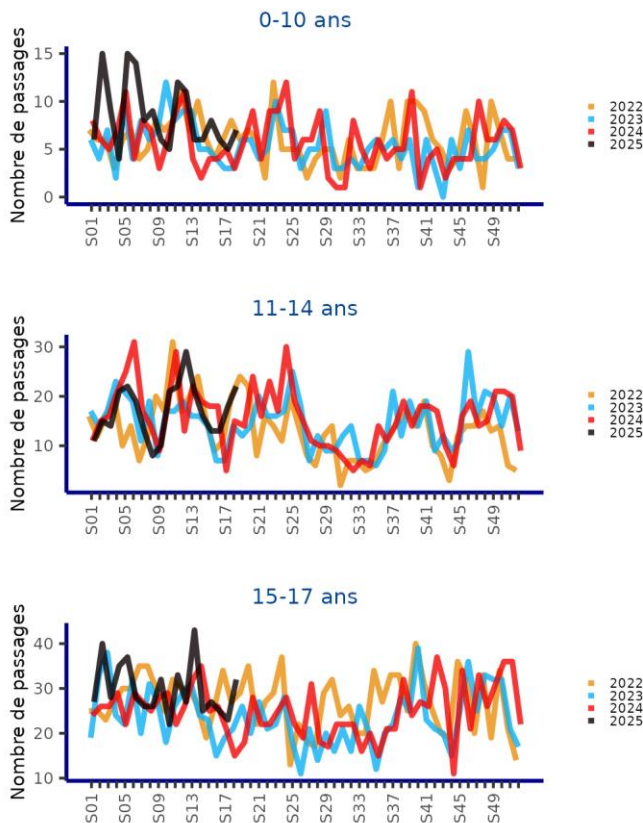 0-10 ans
Nombre de passages
15
10
5
0
S01
S05
S09
S13
S17
S21
S25
S29
S33
S37
S41
S45
S49
2022
2023
2024
2025
11-14 ans
Nombre de passages
30
20
10
S01
S05
S09
S13
S17
S21
S25
S29
S33
S37
S41
S45
S49
2022
2023
2024
2025
15-17 ans
Nombre de passages
40
30
20
10
S01
S05
S09
S13
S17
S21
S25
S29
S33
S37
S41
S45
S49
2022
2023
2024
2025